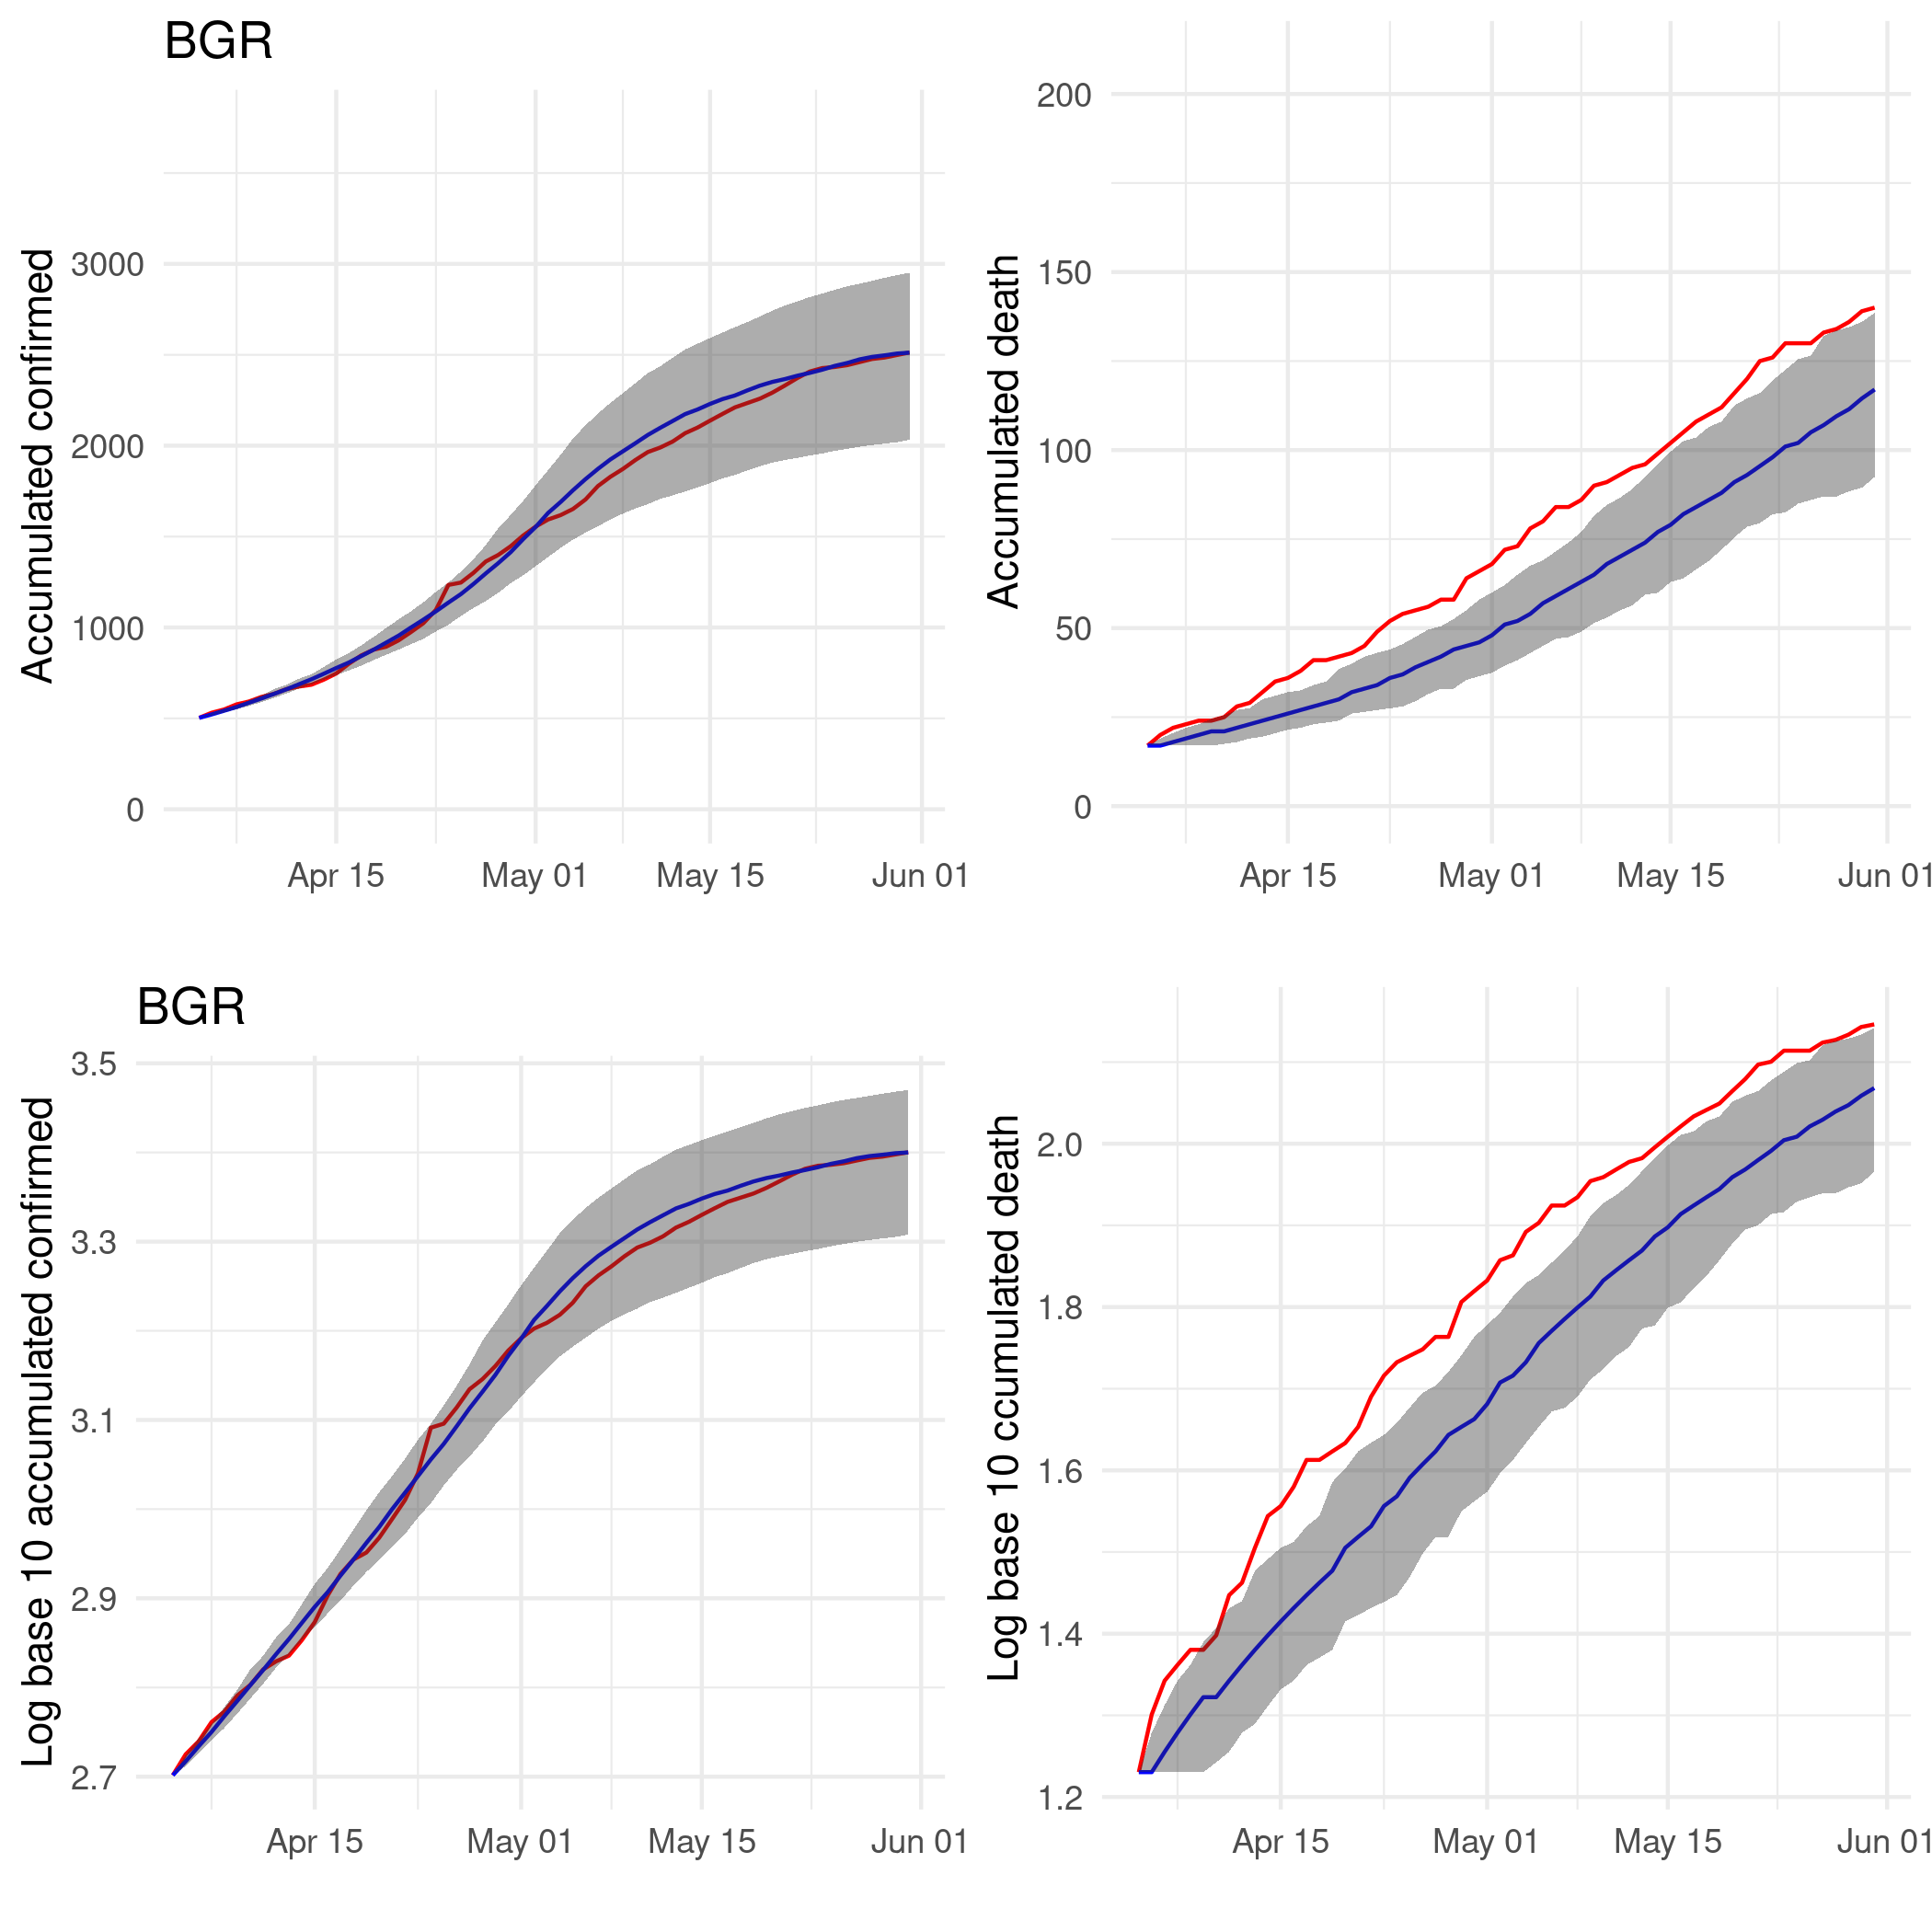 BGR
Accumulated confirmed
3000
2000
1000
0
Apr 15
May 01
May 15
Jun 01
Accumulated death
200
150
100
50
0
Apr 15
May 01
May 15
Jun 01
BGR
Log base 10 accumulated confirmed
3.5
3.3
3.1
2.9
2.7
Apr 15
May 01
May 15
Jun 01
Log base 10 ccumulated death
2.0
1.8
1.6
1.4
1.2
Apr 15
May 01
May 15
Jun 01